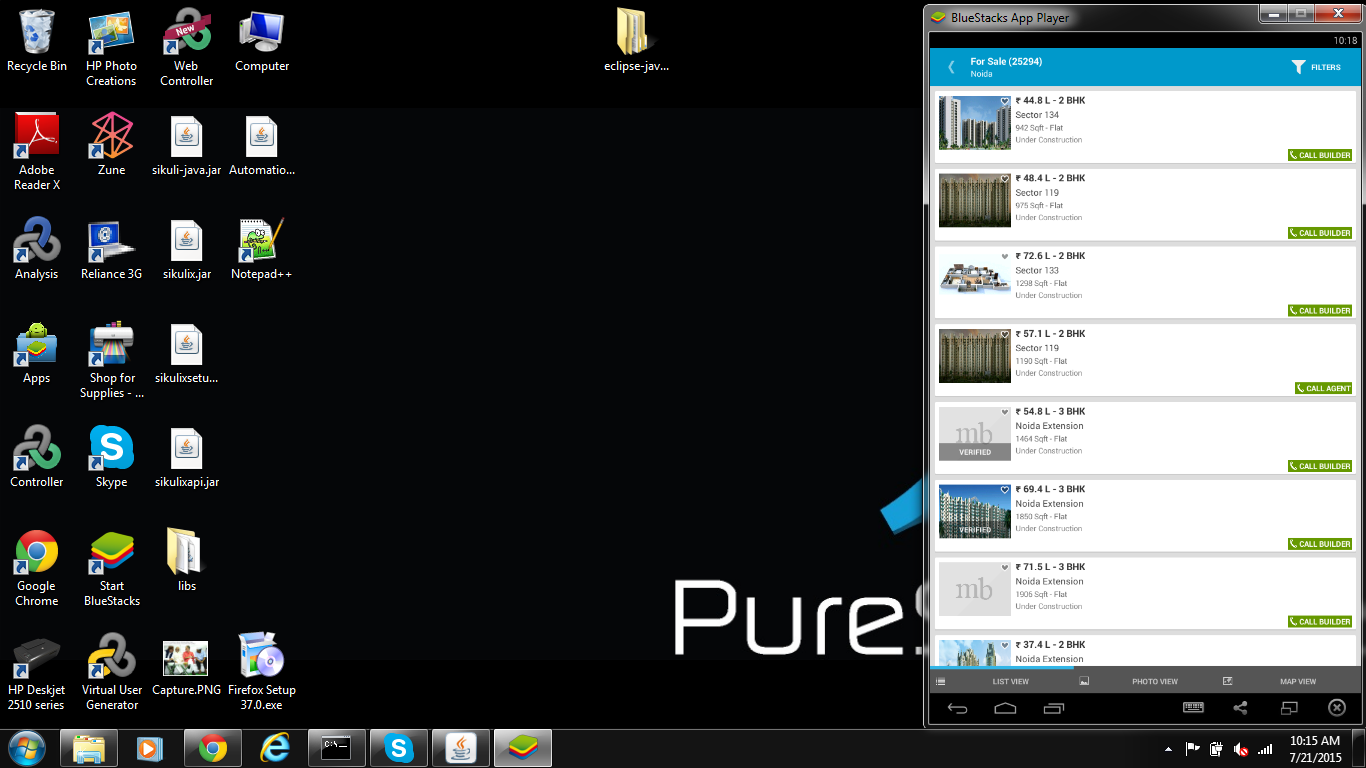 Recycle Bin
HP Photo
Creations
New
Web
Controller
Computer
eclipse-jav...
Adobe
Reader X
Zune
sikuli-java.jar
Automatio...
Analysis
Reliance 3G
sikulix.jar
Notepad++
Apps
Shop for
Supplies - ...
sikulixsetu...
Controller
Skype
sikulixapi.jar
Google
Chrome
Start
BlueStacks
libs
HP Deskjet
2510 series
Virtual User
Generator
Capture.PNG
Firefox Setup
37.0.exe
Pure
BlueStacks App Player
10:18
For Sale (25294)
Noida
FILTERS
₹ 44.8 L - 2 BHK
Sector 134
942 Sqft - Flat
Under Construction
CALL BUILDER
₹ 48.4 L - 2 BHK
Sector 119
975 Sqft - Flat
Under Construction
CALL BUILDER
₹ 72.6 L - 2 BHK
Sector 133
1298 Sqft - Flat
Under Construction
CALL BUILDER
₹ 57.1 L - 2 BHK
Sector 119
1190 Sqft - Flat
Under Construction
CALL AGENT
mb
VERIFIED
₹ 54.8 L - 3 BHK
Noida Extension
1464 Sqft - Flat
Under Construction
CALL BUILDER
VERIFIED
₹ 69.4 L - 3 BHK
Noida Extension
1850 Sqft - Flat
Under Construction
CALL BUILDER
mb
₹ 71.5 L - 3 BHK
Noida Extension
1906 Sqft - Flat
Under Construction
CALL BUILDER
₹ 37.4 L - 2 BHK
Noida Extension
LIST VIEW
PHOTO VIEW
MAP VIEW
C:\.
10:15 AM
7/21/2015